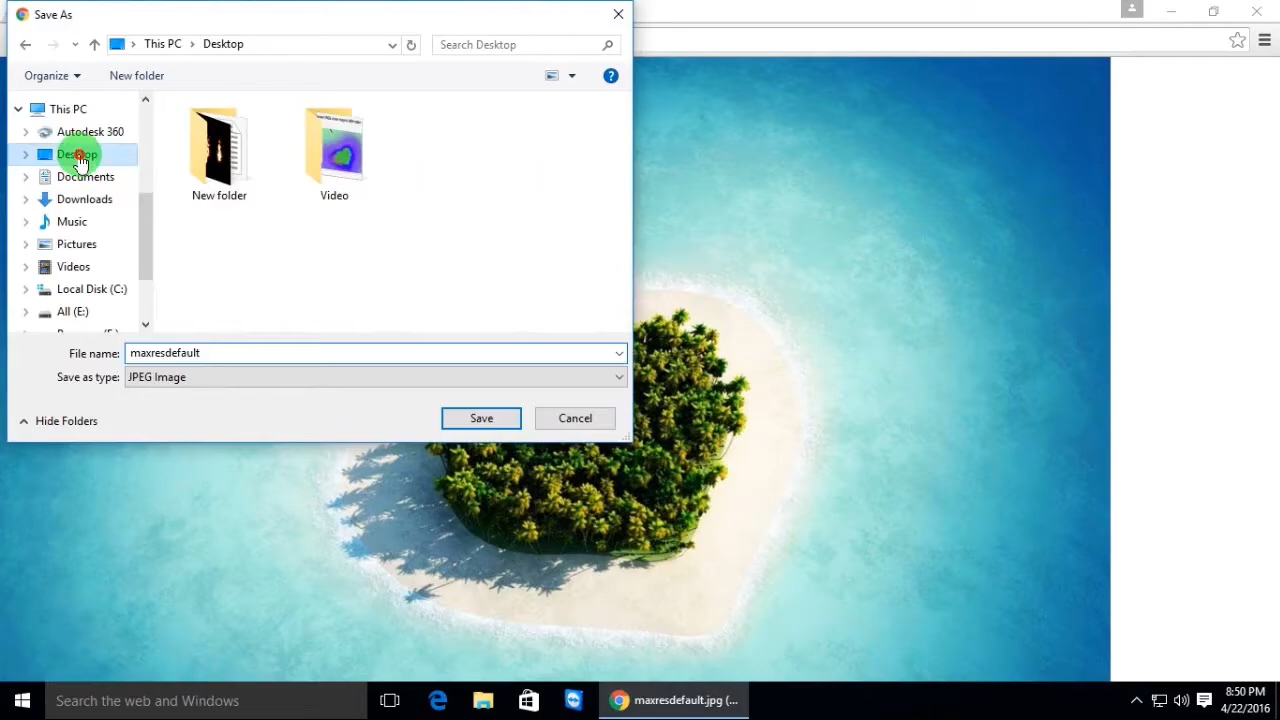 Save As
This PC > Desktop
Search Desktop
Organize
New folder
This PC
Autodesk 360
Desktop
Documents
Downloads
Music
Pictures
Videos
Local Disk (C:)
All (E:)
New folder
Video
File name: maxresdefault
Save as type: JPEG Image
Hide Folders
Save
Cancel
Search the web and Windows
maxresdefault.jpg (...
8:50 PM
4/22/2016